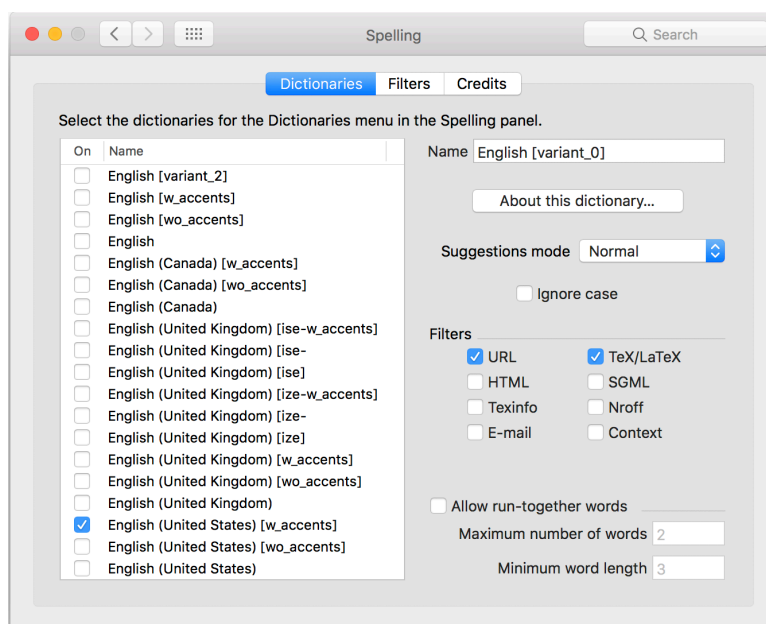 Spelling
Search
Dictionaries Filters Credits
Select the dictionaries for the Dictionaries menu in the Spelling panel.
On Name
English [variant_2]
English [w_accents]
English [wo_accents]
English
English (Canada) [w_accents]
English (Canada) [wo_accents]
English (Canada)
English (United Kingdom) [ise-w_accents]
English (United Kingdom) [ise-
English (United Kingdom) [ise]
English (United Kingdom) [ize-w_accents]
English (United Kingdom) [ize-
English (United Kingdom) [ize]
English (United Kingdom) [w_accents]
English (United Kingdom) [wo_accents]
English (United Kingdom)
English (United States) [w_accents]
English (United States) [wo_accents]
English (United States)
Name English [variant_0]
About this dictionary...
Suggestions mode Normal
Ignore case
Filters
URL TeX/LaTeX
HTML SGML
Texinfo Nroff
E-mail Context
Allow run-together words
Maximum number of words 2
Minimum word length 3